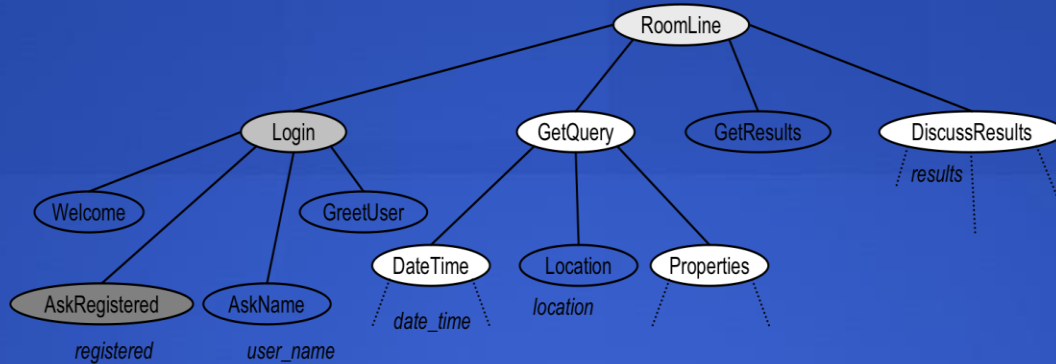 RoomLine
Login
GetQuery
GetResults
DiscussResults
results
Welcome
GreetUser
DateTime
Location
Properties
AskRegistered
AskName
date_time
location
registered
user_name